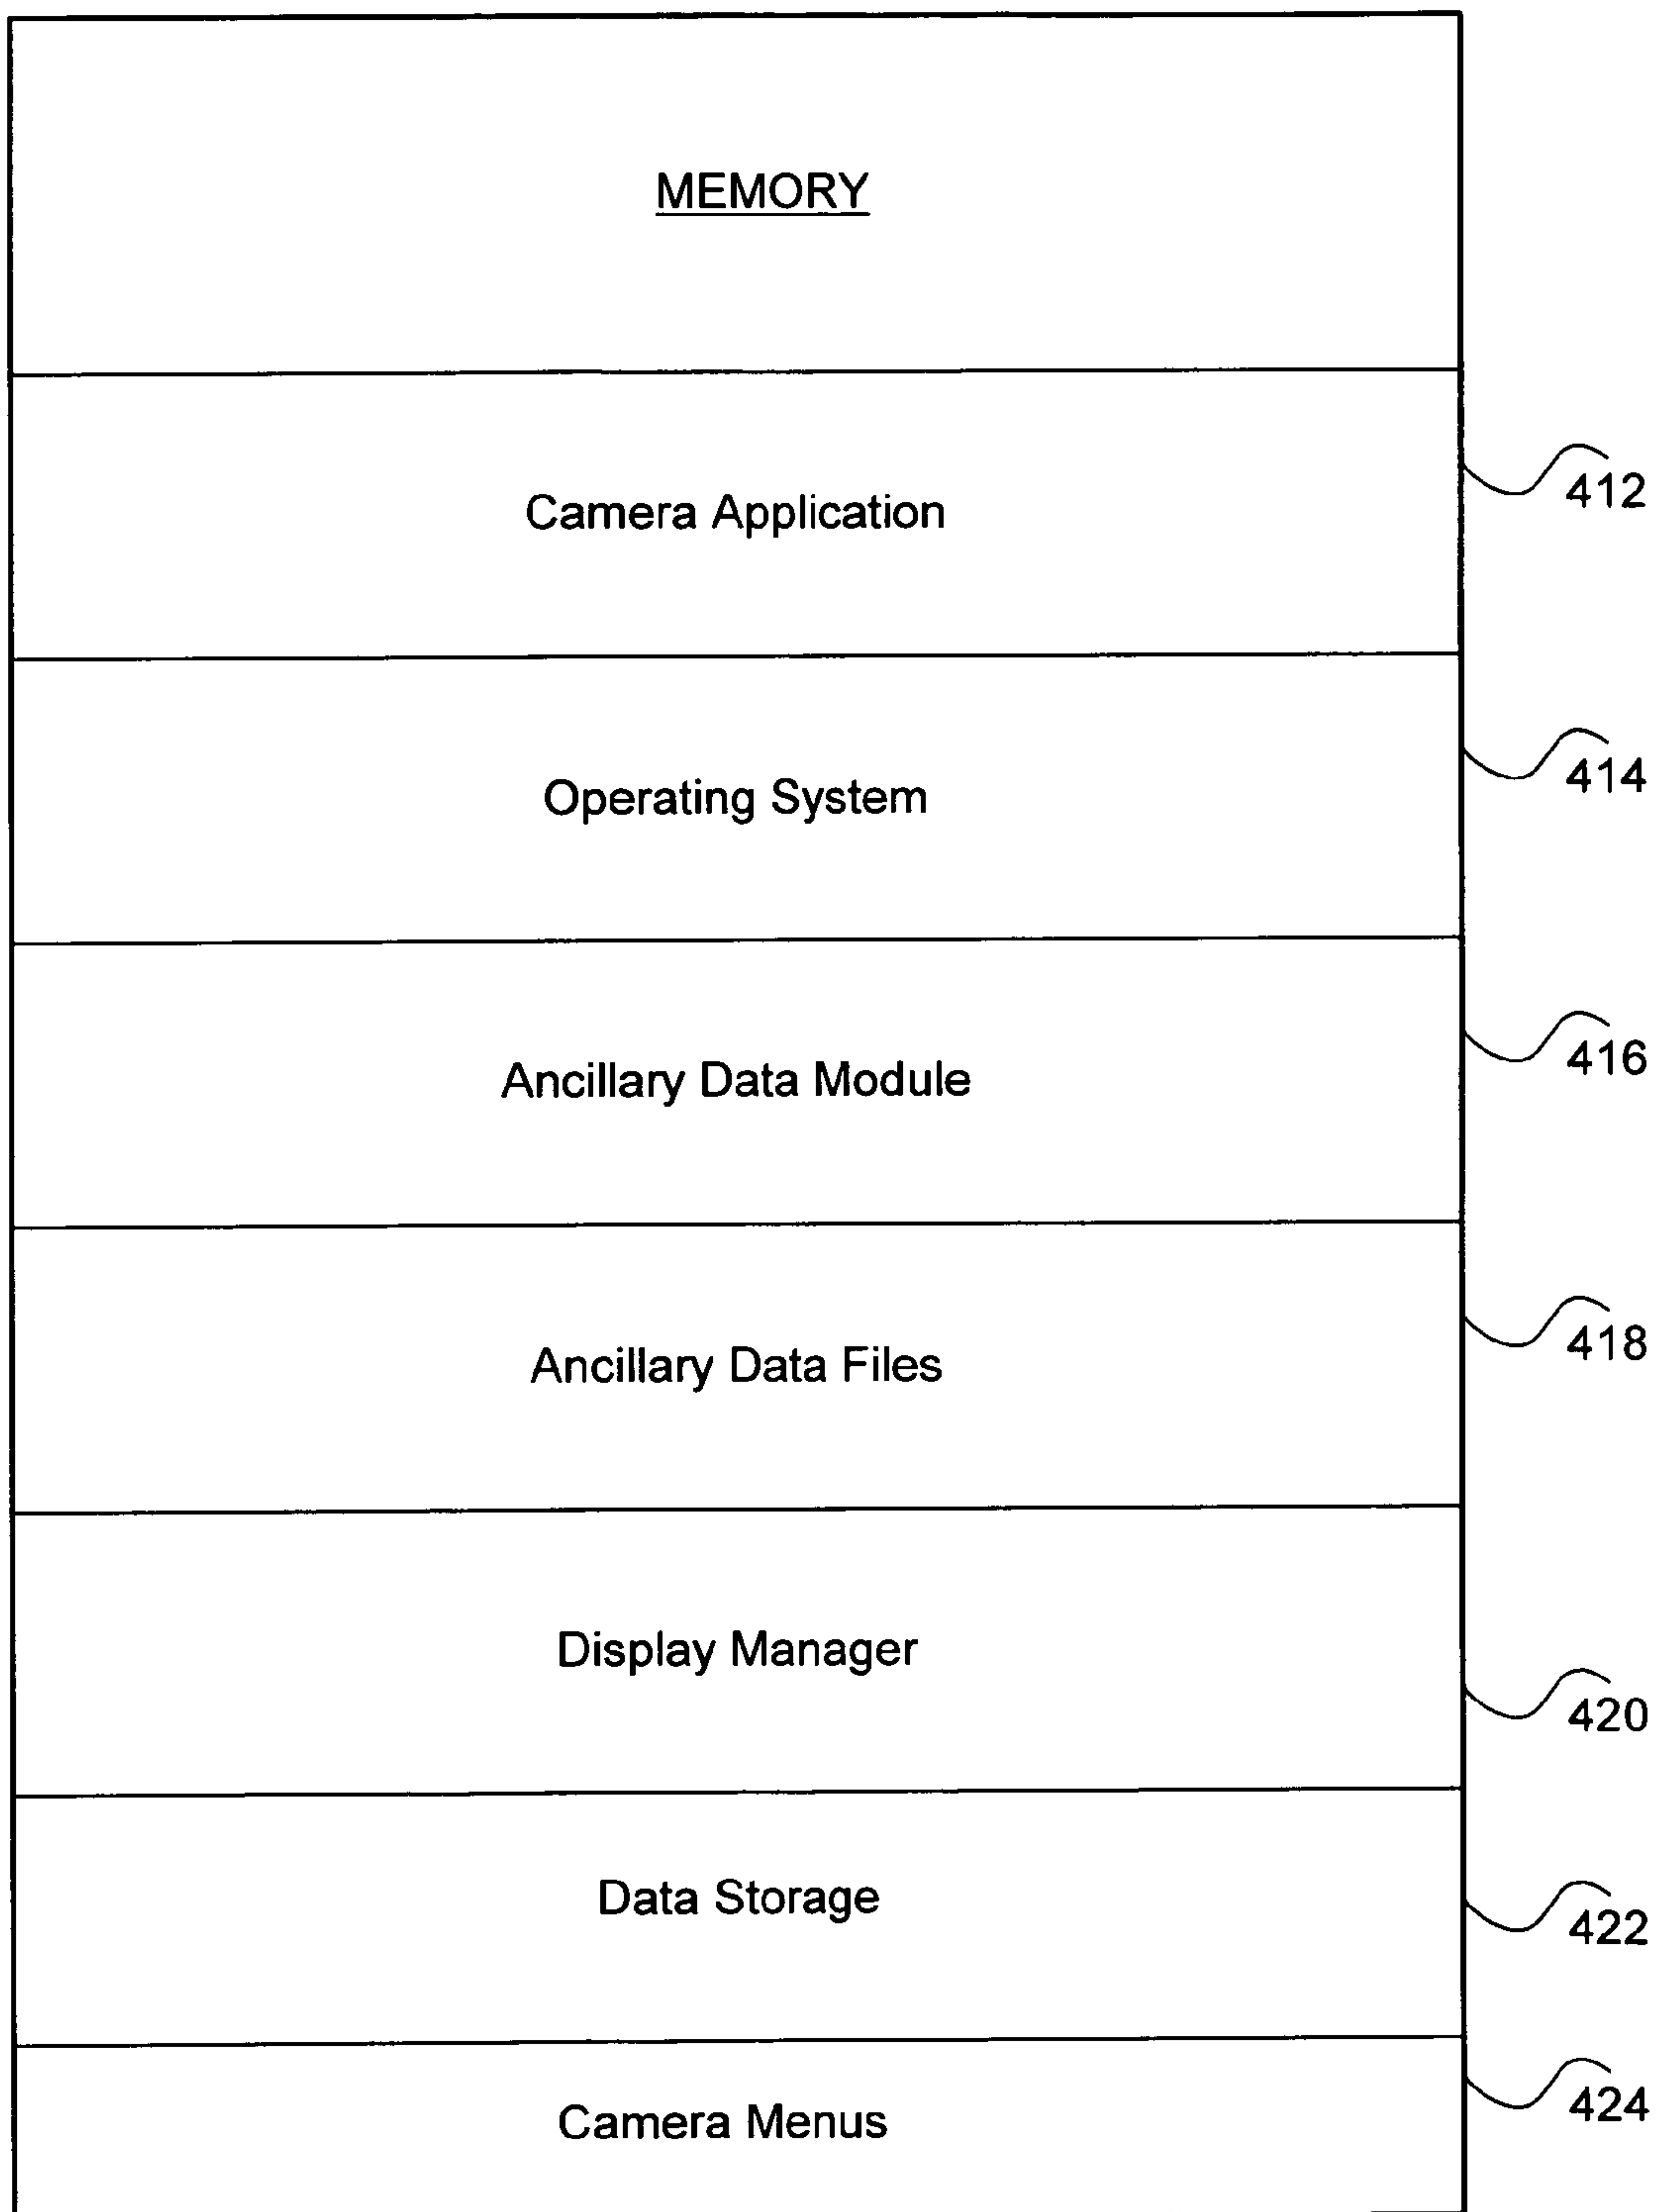 MEMORY
Camera Application
412
Operating System
414
Ancillary Data Module
416
Ancillary Data Files
418
Display Manager
420
Data Storage
422
Camera Menus
424